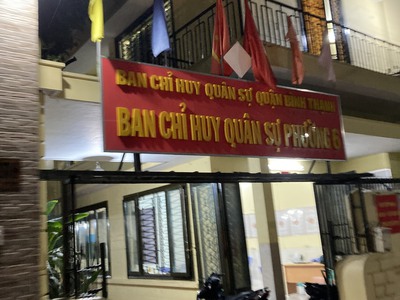 BAN CHỈ HUY QUÂN SỰ QUẬN BÌNH THẠNH
BAN CHỈ HUY QUÂN SỰ PHƯỜNG 6